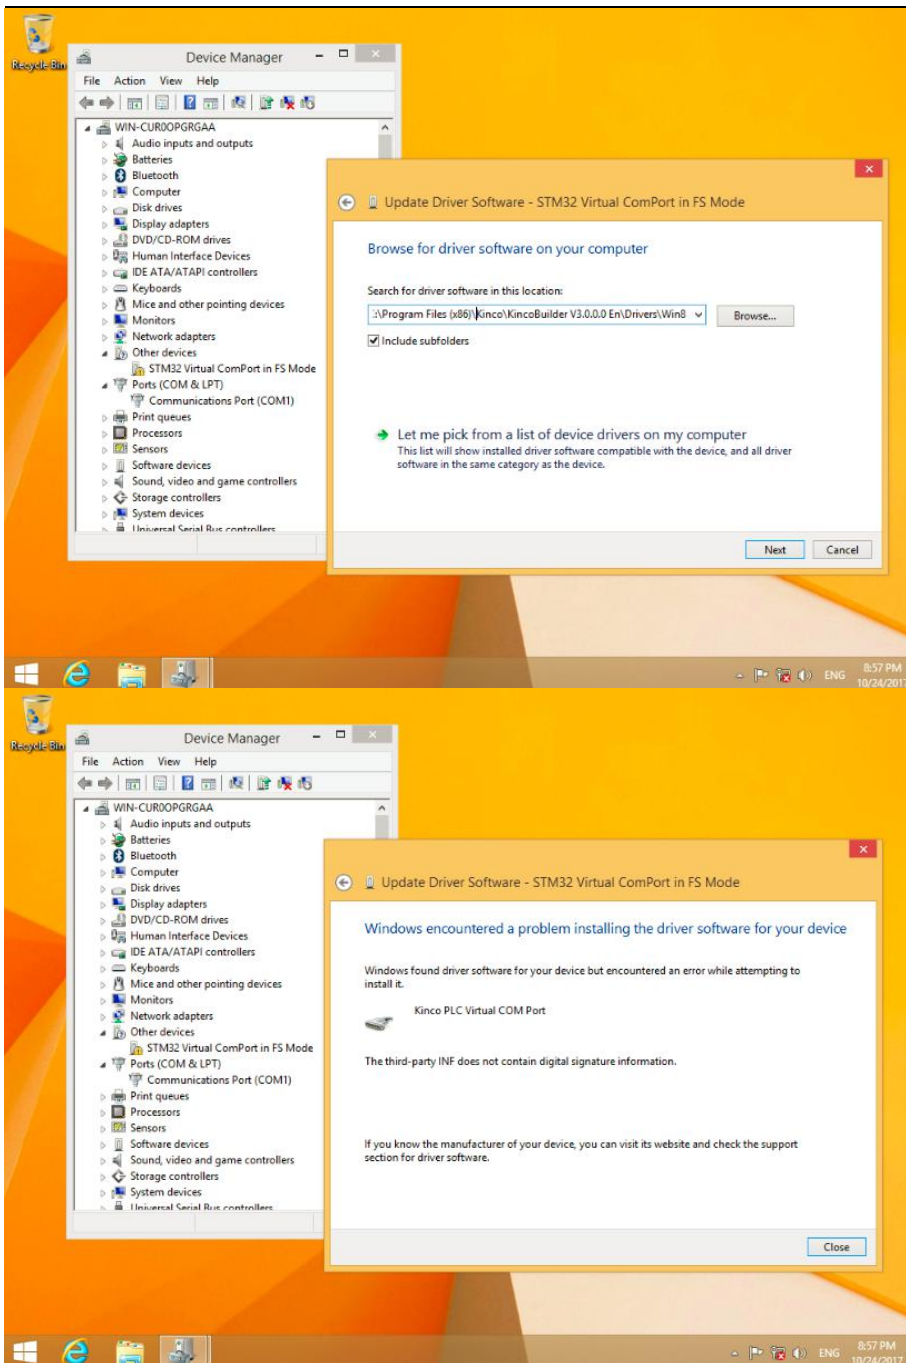 Recycle Bin
Device Manager
File Action View Help
WIN-CUR0OPGRGAA
Audio inputs and outputs
Batteries
Bluetooth
Computer
Disk drives
Display adapters
DVD/CD-ROM drives
Human Interface Devices
IDE ATA/ATAPI controllers
Keyboards
Mice and other pointing devices
Monitors
Network adapters
Other devices
STM32 Virtual ComPort in FS Mode
Ports (COM & LPT)
Communications Port (COM1)
Print queues
Processors
Sensors
Software devices
Sound, video and game controllers
Storage controllers
System devices
Universal Serial Bus controllers
Update Driver Software - STM32 Virtual ComPort in FS Mode
Browse for driver software on your computer
Search for driver software in this location:
:\Program Files (x86)\Kinco\KincoBuilder V3.0.0.0 En\Drivers\Win8
Browse...
Include subfolders
Let me pick from a list of device drivers on my computer
This list will show installed driver software compatible with the device, and all driver
software in the same category as the device.
Next Cancel
ENG
8:57 PM
10/24/2017
Recycle Bin
Device Manager
File Action View Help
WIN-CUR0OPGRGAA
Audio inputs and outputs
Batteries
Bluetooth
Computer
Disk drives
Display adapters
DVD/CD-ROM drives
Human Interface Devices
IDE ATA/ATAPI controllers
Keyboards
Mice and other pointing devices
Monitors
Network adapters
Other devices
STM32 Virtual ComPort in FS Mode
Ports (COM & LPT)
Communications Port (COM1)
Print queues
Processors
Sensors
Software devices
Sound, video and game controllers
Storage controllers
System devices
Universal Serial Bus controllers
Update Driver Software - STM32 Virtual ComPort in FS Mode
Windows encountered a problem installing the driver software for your device
Windows found driver software for your device but encountered an error while attempting to
install it.
Kinco PLC Virtual COM Port
The third-party INF does not contain digital signature information.
If you know the manufacturer of your device, you can visit its website and check the support
section for driver software.
Close
ENG
8:57 PM
10/24/2017